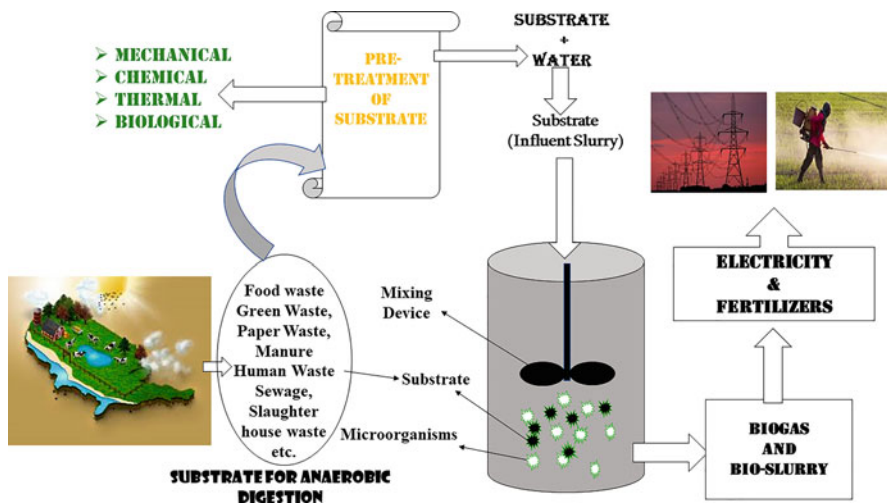 MECHANICAL
CHEMICAL
THERMAL
BIOLOGICAL
PRE-
TREATMENT
OF
SUBSTRATE
SUBSTRATE
+
WATER
Substrate
(Influent Slurry)
Food waste
Green Waste,
Paper Waste,
Manure
Human Waste
Sewage,
Slaughter
house waste
etc.
SUBSTRATE FOR ANAEROBIC
DIGESTION
Mixing
Device
Substrate
Microorganisms
ELECTRICITY
&
FERTILIZERS
BIOGAS
AND
BIO-SLURRY